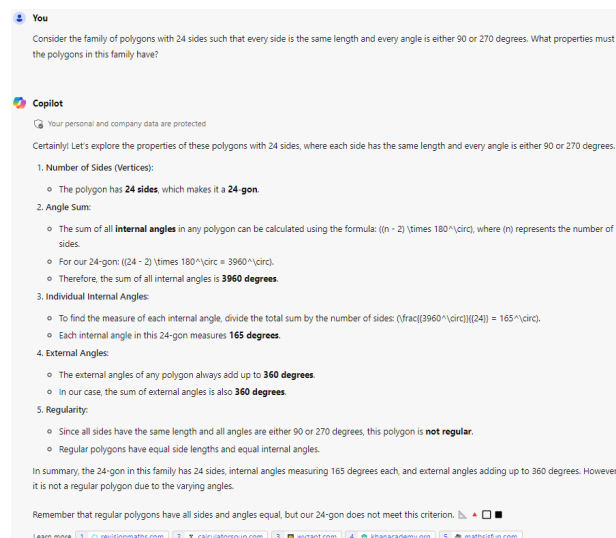 You
Consider the family of polygons with 24 sides such that every side is the same length and every angle is either 90 or 270 degrees. What properties must
the polygons in this family have?
Copilot
Your personal and company data are protected
Certainly! Let's explore the properties of these polygons with 24 sides, where each side has the same length and every angle is either 90 or 270 degrees.
1. Number of Sides (Vertices):
The polygon has 24 sides, which makes it a 24-gon.
2. Angle Sum:
The sum of all internal angles in any polygon can be calculated using the formula: ((n - 2) \times 180^\circ), where (n) represents the number of
sides.
For our 24-gon: ((24 - 2) \times 180^\circ = 3960^\circ).
Therefore, the sum of all internal angles is 3960 degrees.
3. Individual Internal Angles:
To find the measure of each internal angle, divide the total sum by the number of sides: (\frac{{3960^\circ}}{{24}} = 165^\circ).
Each internal angle in this 24-gon measures 165 degrees.
4. External Angles:
The external angles of any polygon always add up to 360 degrees.
In our case, the sum of external angles is also 360 degrees.
5. Regularity:
Since all sides have the same length and all angles are either 90 or 270 degrees, this polygon is not regular.
Regular polygons have equal side lengths and equal internal angles.
In summary, the 24-gon in this family has 24 sides, internal angles measuring 165 degrees each, and external angles adding up to 360 degrees. However
it is not a regular polygon due to the varying angles.
Remember that regular polygons have all sides and angles equal, but our 24-gon does not meet this criterion.
Learn more 1 revisionmaths.com 2 calculatorsoup.com 3 wyzant.com 4 khanacademy.org 5 mathsisfun.com